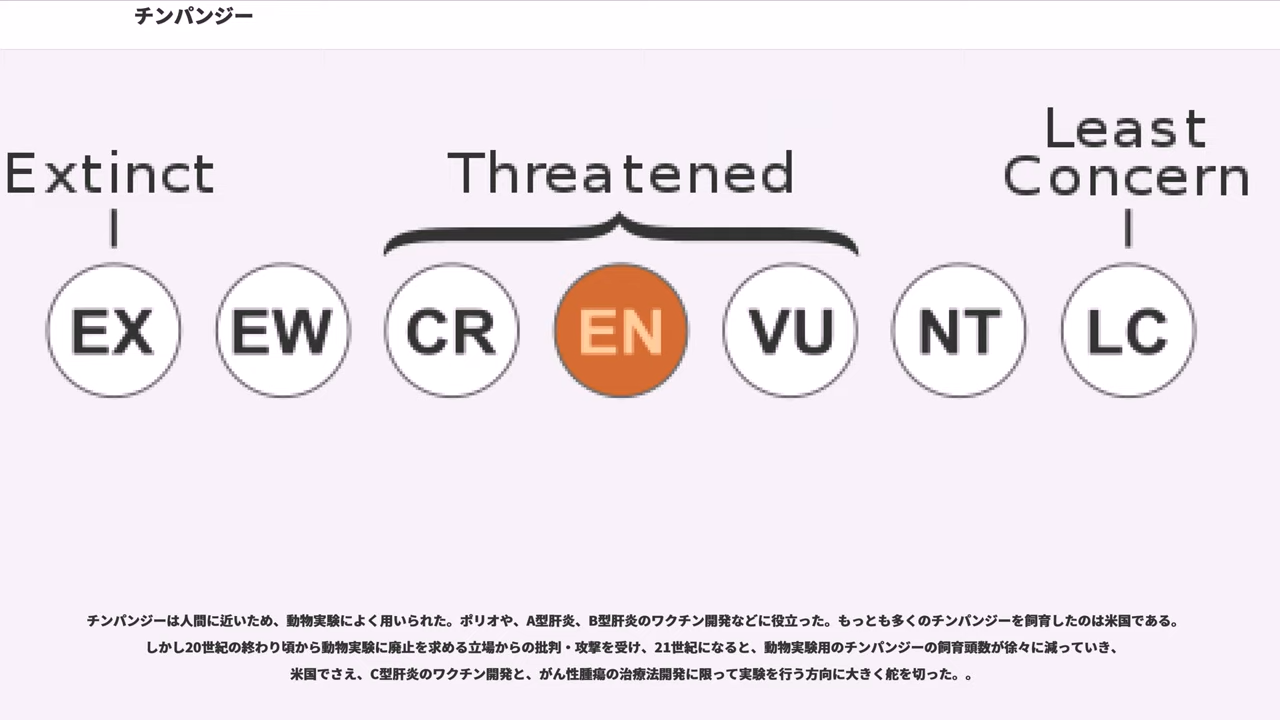 チンパンジー
Extinct
Threatened
Least
Concern
EX EW CR EN VU NT LC
チンパンジーは人間に近いため、動物実験によく用いられた。ポリオや、A型肝炎、B型肝炎のワクチン開発などに役立った。もっとも多くのチンパンジーを飼育したのは米国である。
しかし20世紀の終わり頃から動物実験に廃止を求める立場からの批判・攻撃を受け、21世紀になると、動物実験用のチンパンジーの飼育頭数が徐々に減っていき、
米国でさえ、C型肝炎のワクチン開発と、がん性腫瘍の治療法開発に限って実験を行う方向に大きく舵を切った。。